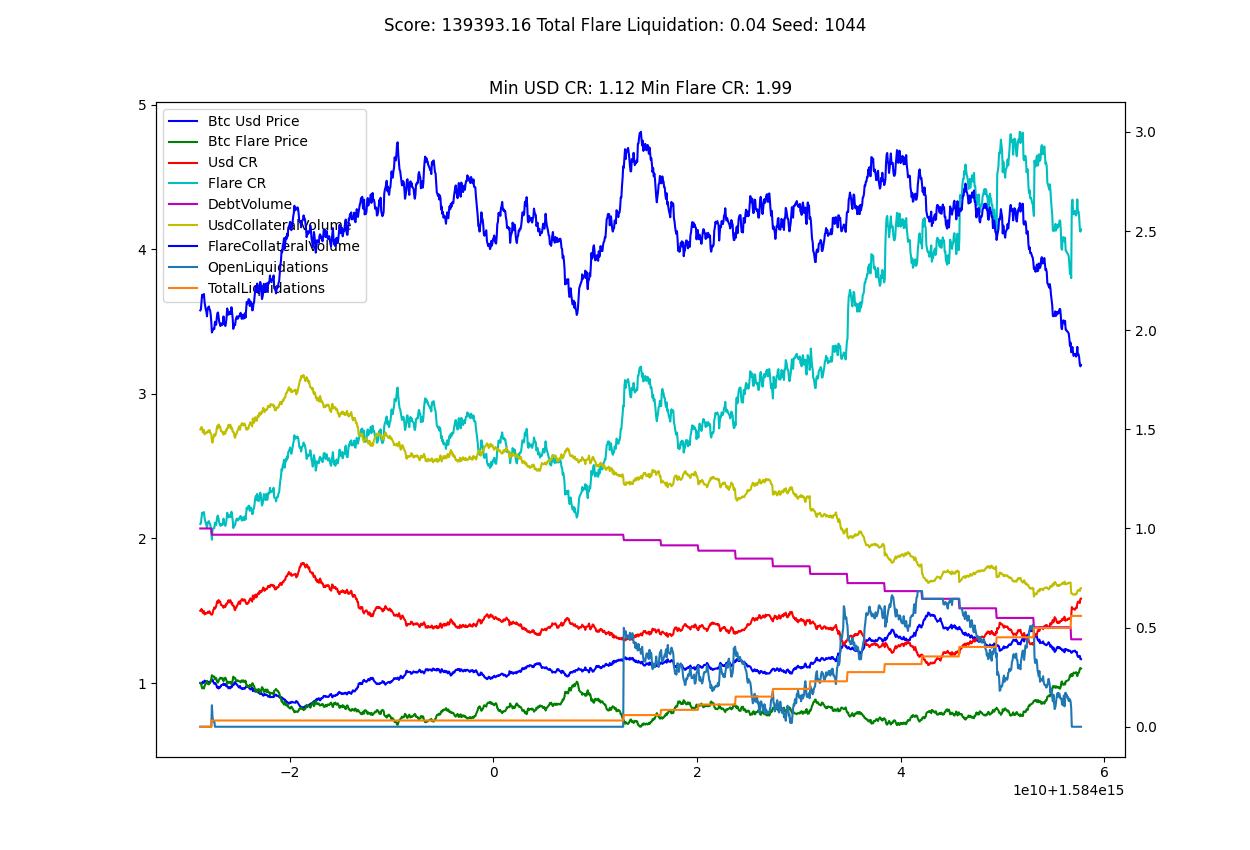 Score: 139393.16 Total Flare Liquidation: 0.04 Seed: 1044
Min USD CR: 1.12 Min Flare CR: 1.99
Btc Usd Price
Btc Flare Price
Usd CR
Flare CR
DebtVolume
UsdCollateralVolume
FlareCollateralVolume
OpenLiquidations
TotalLiquidations
5
4
3
2
1
3.0
2.5
2.0
1.5
1.0
0.5
0.0
−2
0
2
4
6
1e10+1.584e15